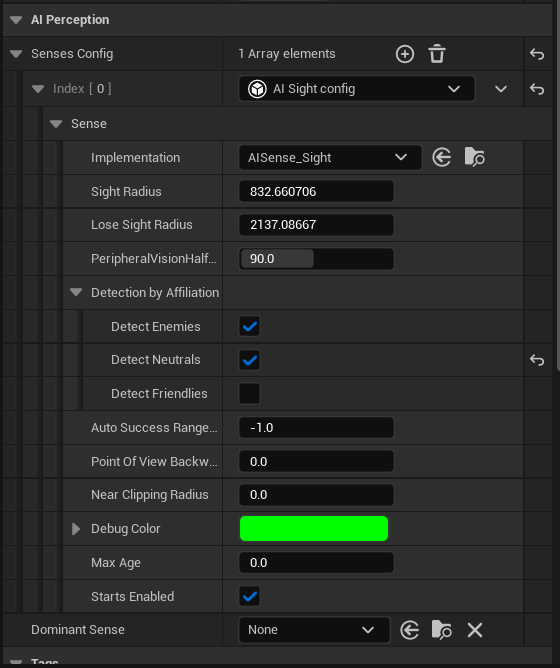 AI Perception
Senses Config 1 Array elements
Index [ 0 ] AI Sight config
Sense
Implementation AISense_Sight
Sight Radius 832.660706
Lose Sight Radius 2137.08667
PeripheralVisionHalf... 90.0
Detection by Affiliation
Detect Enemies
Detect Neutrals
Detect Friendlies
Auto Success Range... -1.0
Point Of View Backw... 0.0
Near Clipping Radius 0.0
Debug Color
Max Age 0.0
Starts Enabled
Dominant Sense None
Tags